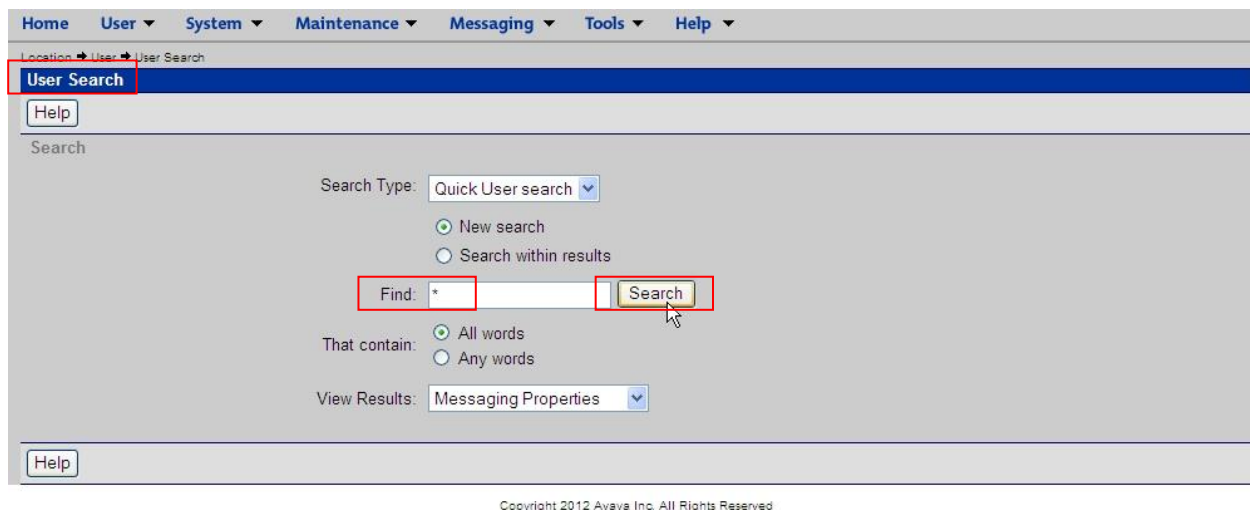 Home User System Maintenance Messaging Tools Help
Location User User Search
User Search
Help
Search
Search Type: Quick User search
New search
Search within results
Find: * Search
That contain: All words
Any words
View Results: Messaging Properties
Help
Copyright 2012 Avaya Inc. All Rights Reserved